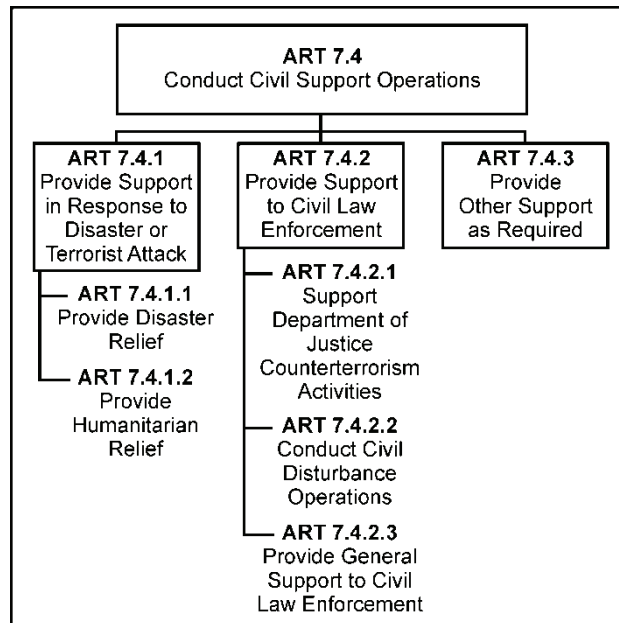 ART 7.4
Conduct Civil Support Operations
ART 7.4.1
Provide Support
in Response to
Disaster or
Terrorist Attack
ART 7.4.1.1
Provide Disaster
Relief
ART 7.4.1.2
Provide
Humanitarian
Relief
ART 7.4.2
Provide Support
to Civil Law
Enforcement
ART 7.4.2.1
Support
Department of
Justice
Counterterrorism
Activities
ART 7.4.2.2
Conduct Civil
Disturbance
Operations
ART 7.4.2.3
Provide General
Support to Civil
Law Enforcement
ART 7.4.3
Provide
Other Support
as Required